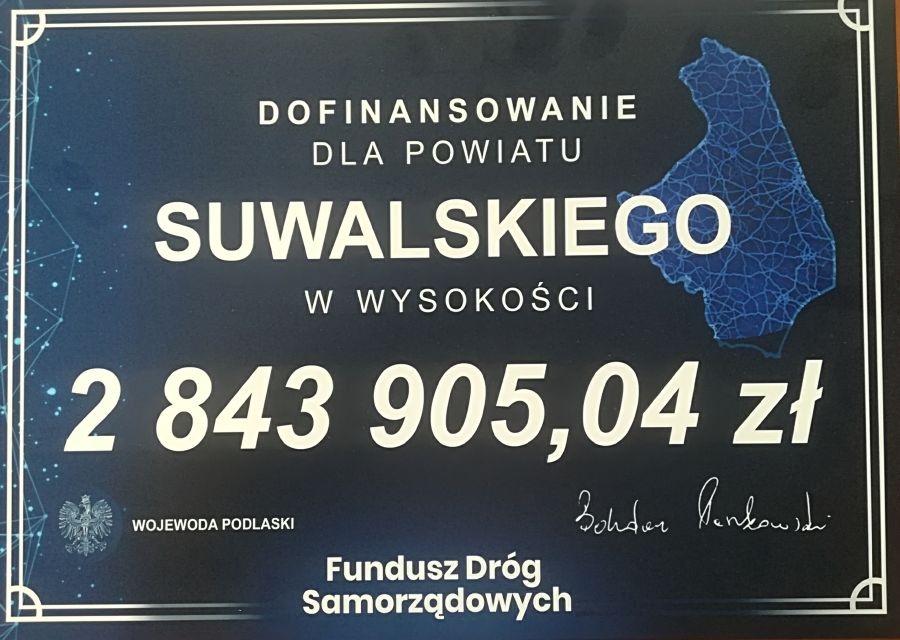 DOFINANSOWANIE
DLA POWIATU
SUWALSKIEGO
W WYSOKOŚCI
2 843 905,04 zł
WOJEWODA PODLASKI
Bohdan Paszkowski
Fundusz Dróg
Samorządowych